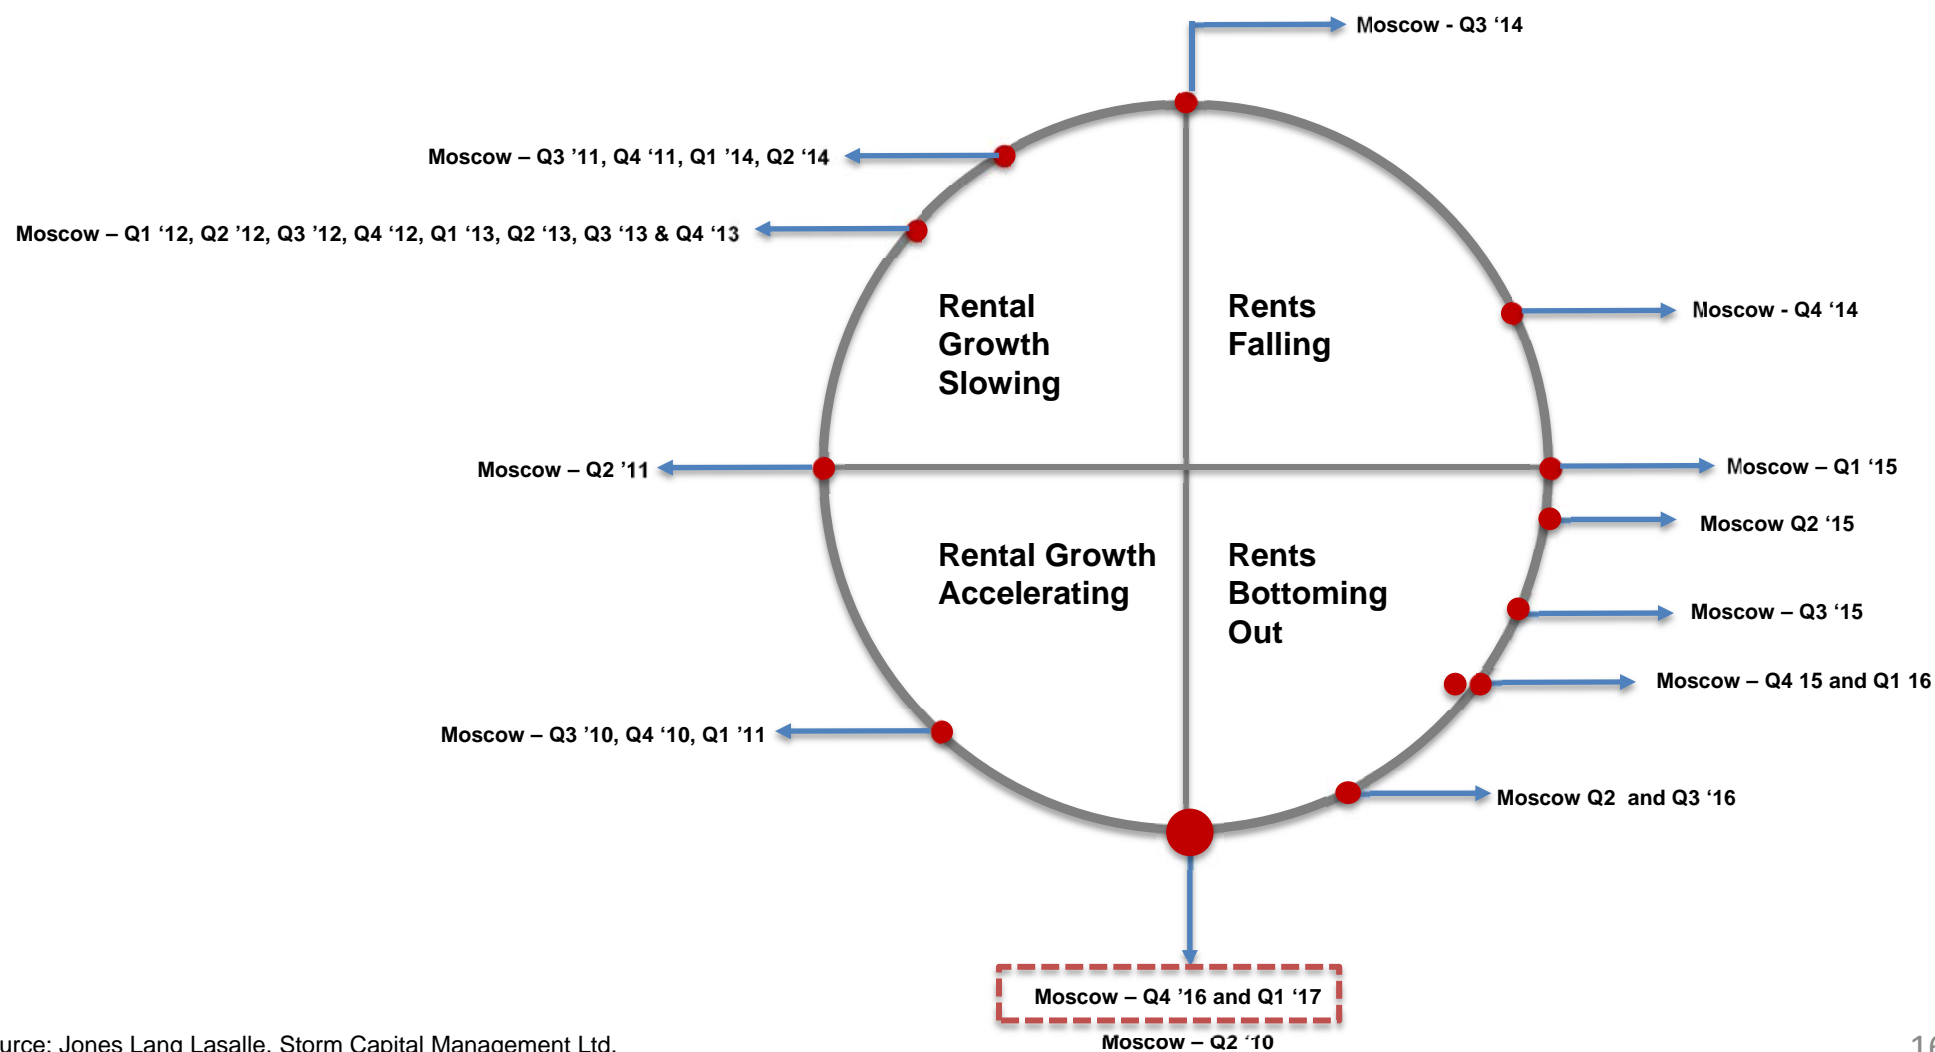 Moscow - Q3 ‘14
Moscow – Q3 ’11, Q4 ‘11, Q1 ’14, Q2 ‘14
Moscow – Q1 ‘12, Q2 ’12, Q3 ’12, Q4 ‘12, Q1 ‘13, Q2 ‘13, Q3 ‘13 & Q4 ‘13
Rental
Growth
Slowing
Rents
Falling
Moscow - Q4 ‘14
Moscow – Q2 ’11
Moscow – Q1 ‘15
Moscow Q2 ‘15
Rental Growth
Accelerating
Rents
Bottoming
Out
Moscow – Q3 ‘15
Moscow – Q4 15 and Q1 16
Moscow – Q3 ’10, Q4 ‘10, Q1 ’11
Moscow Q2 and Q3 ‘16
Moscow – Q4 ’16 and Q1 ‘17
Moscow – Q2 ‘10
urce: Jones Lang Lasalle, Storm Capital Management Ltd.
16